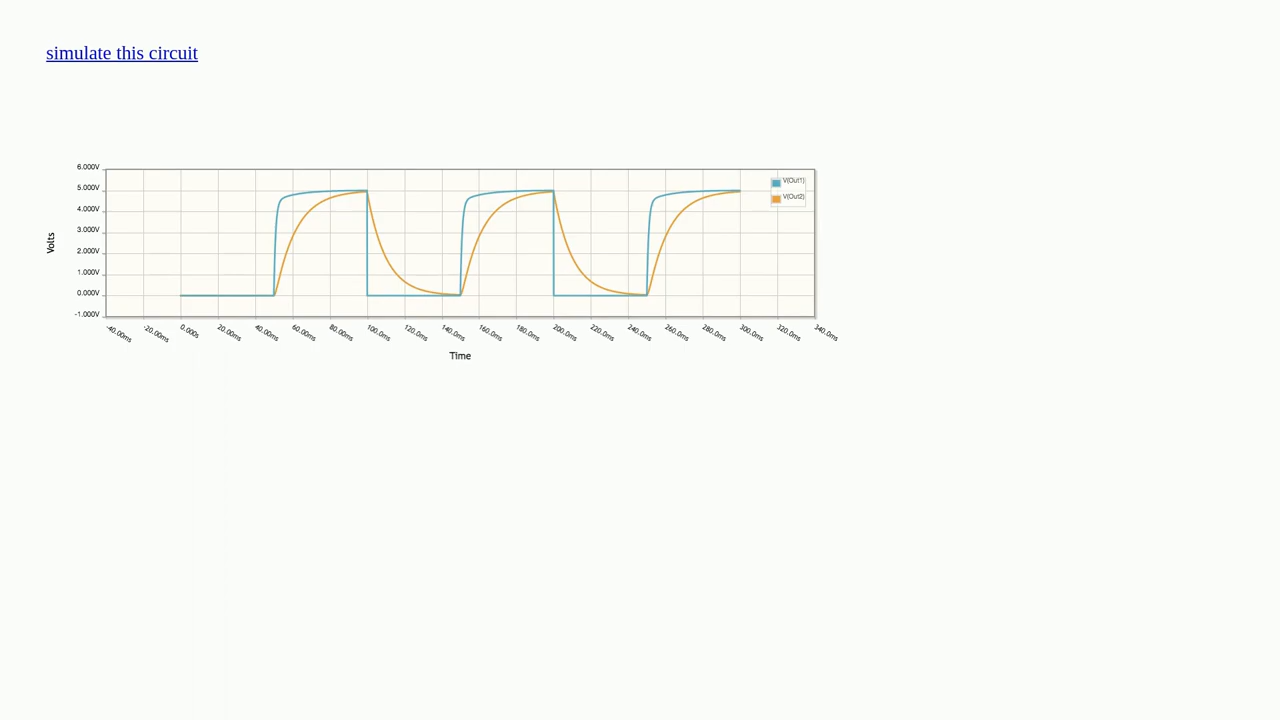 simulate this circuit
6.000V
5.000V
4.000V
3.000V
2.000V
1.000V
0.000V
-1.000V
Volts
V(Out1)
V(Out2)
-40.00ms
-20.00ms
0.000s
20.00ms
40.00ms
60.00ms
80.00ms
100.0ms
120.0ms
140.0ms
160.0ms
180.0ms
200.0ms
220.0ms
240.0ms
260.0ms
280.0ms
300.0ms
320.0ms
340.0ms
Time